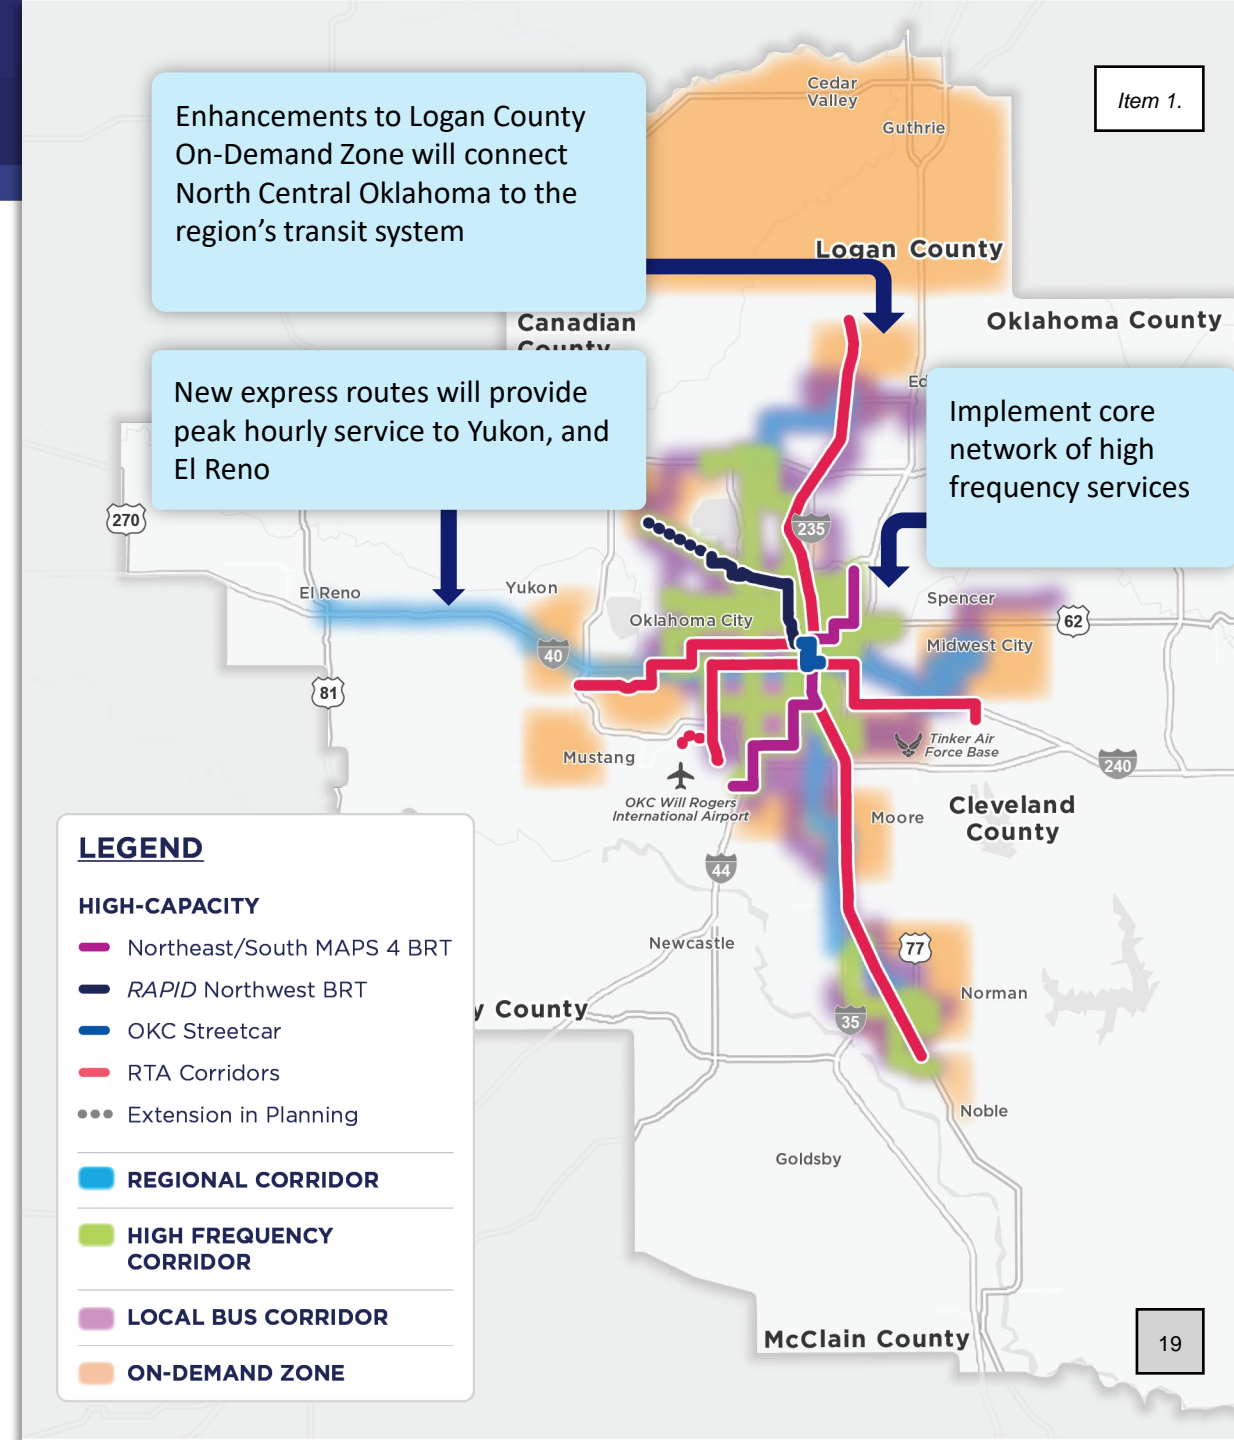 Item 1.
Enhancements to Logan County
On-Demand Zone will connect
North Central Oklahoma to the
region's transit system
Cedar
Valley
Guthrie
Logan County
Canadian
County
Oklahoma County
New express routes will provide
peak hourly service to Yukon, and
El Reno
Ed
Implement core
network of high
frequency services
270
235
El Reno
Yukon
Oklahoma City
Spencer
62
Midwest City
40
81
Mustang
Tinker Air
Force Base
240
OKC Will Rogers
International Airport
Moore
Cleveland
County
44
Newcastle
77
Norman
35
y County
Noble
Goldsby
McClain County
LEGEND
HIGH-CAPACITY
Northeast/South MAPS 4 BRT
RAPID Northwest BRT
OKC Streetcar
RTA Corridors
Extension in Planning
REGIONAL CORRIDOR
HIGH FREQUENCY
CORRIDOR
LOCAL BUS CORRIDOR
ON-DEMAND ZONE
19